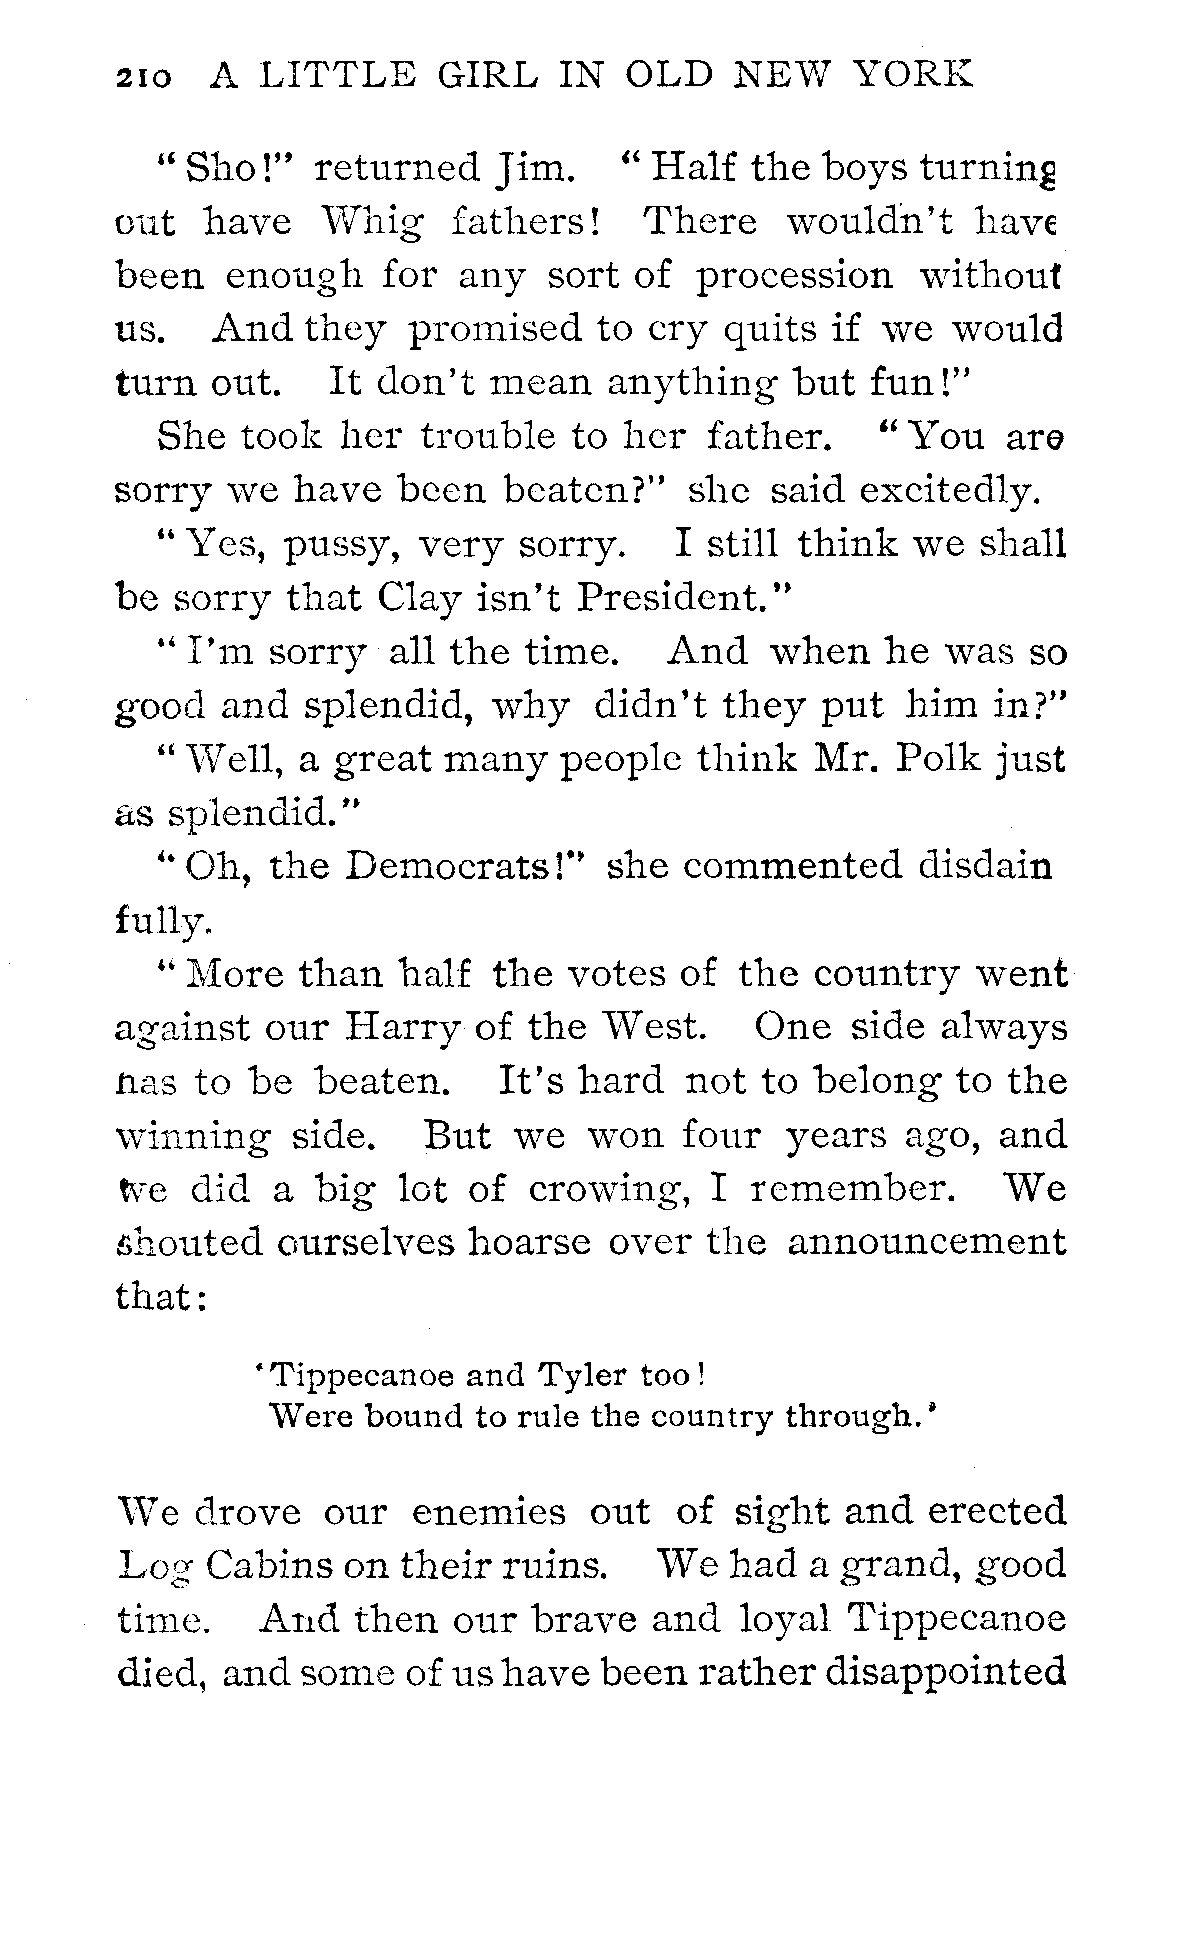 210 A LITTLE GIRL IN OLD NEW YORK
"Sho!" returned Jim. "Half the boys turning
out have Whig fathers! There wouldn't have
been enough for any sort of procession without
us. And they promised to cry quits if we would
turn out. It don't mean anything but fun!"
She took her trouble to her father. "You are
sorry we have been beaten?" she said excitedly.
"Yes, pussy, very sorry. I still think we shall
be sorry that Clay isn't President."
"I'm sorry all the time. And when he was so
good and splendid, why didn't they put him in?"
"Well, a great many people think Mr. Polk just
as splendid."
"Oh, the Democrats!" she commented disdain
fully.
"More than half the votes of the country went
against our Harry of the West. One side always
has to be beaten. It's hard not to belong to the
winning side. But we won four years ago, and
we did a big lot of crowing, I remember. We
shouted ourselves hoarse over the announcement
that:
'Tippecanoe and Tyler too!
Were bound to rule the country through.'
We drove our enemies out of sight and erected
Log Cabins on their ruins. We had a grand, good
time. And then our brave and loyal Tippecanoe
died, and some of us have been rather disappointed